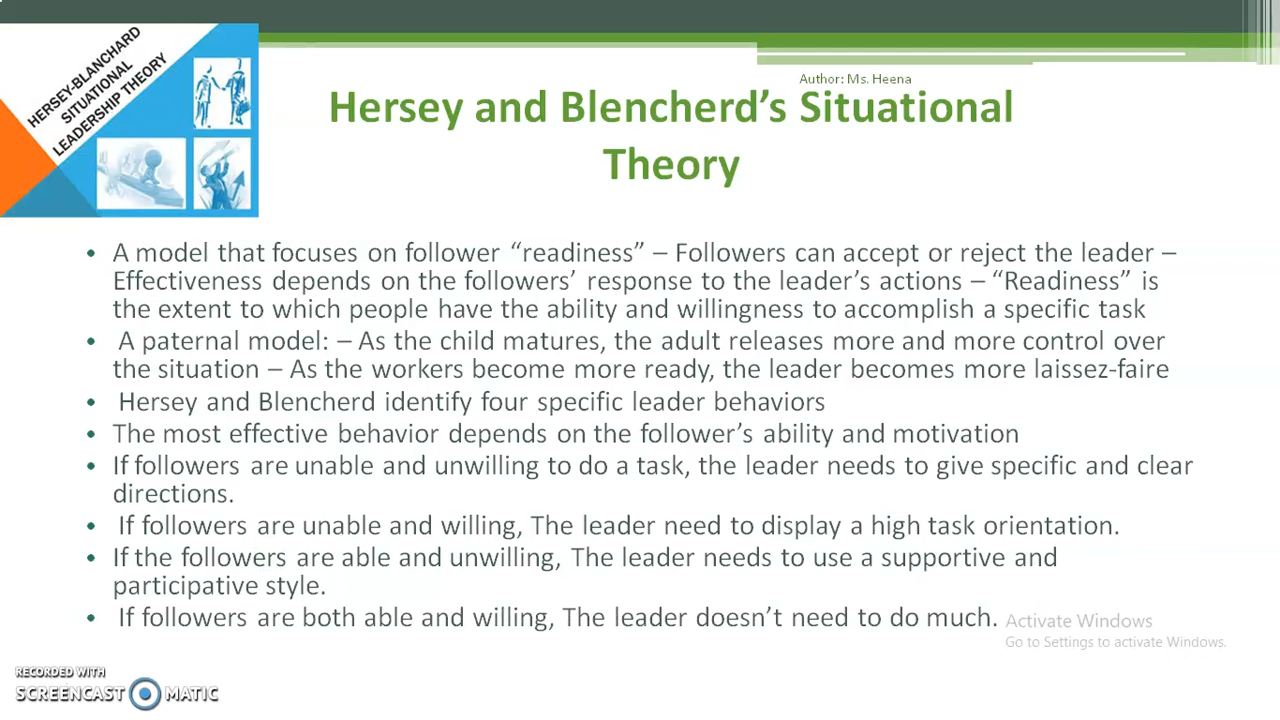 HERSEY-BLANCHARD
SITUATIONAL
LEADERSHIP THEORY
Author: Ms. Heena
Hersey and Blencherd’s Situational
Theory
• A model that focuses on follower “readiness” – Followers can accept or reject the leader –
Effectiveness depends on the followers’ response to the leader’s actions – “Readiness” is
the extent to which people have the ability and willingness to accomplish a specific task
• A paternal model: – As the child matures, the adult releases more and more control over
the situation – As the workers become more ready, the leader becomes more laissez-faire
• Hersey and Blencherd identify four specific leader behaviors
• The most effective behavior depends on the follower’s ability and motivation
• If followers are unable and unwilling to do a task, the leader needs to give specific and clear
directions.
• If followers are unable and willing, The leader need to display a high task orientation.
• If the followers are able and unwilling, The leader needs to use a supportive and
participative style.
• If followers are both able and willing, The leader doesn’t need to do much.
Activate Windows
Go to Settings to activate Windows.
RECORDED WITH
SCREENCAST MATIC